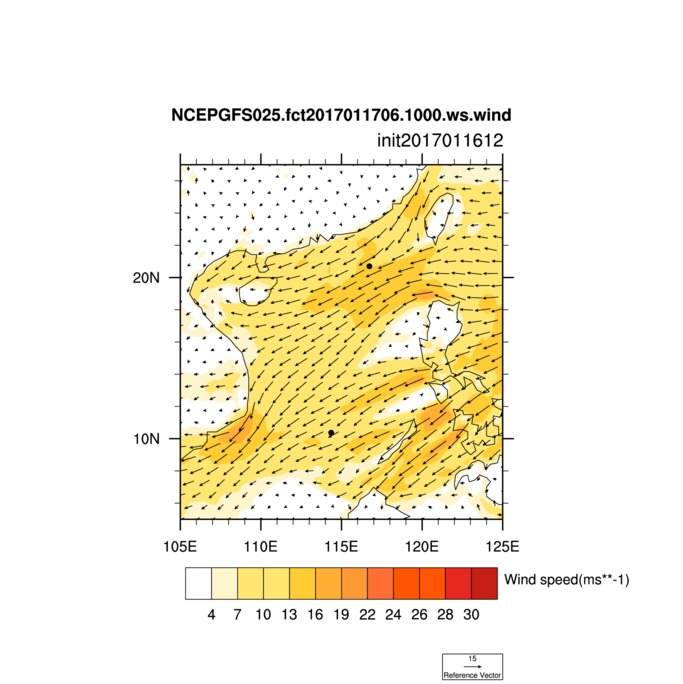 NCEPGFS025.fct2017011706.1000.ws.wind
init2017011612
20N
10N
105E 110E 115E 120E 125E
Wind speed(ms**-1)
4 7 10 13 16 19 22 24 26 28 30
15
Reference Vector